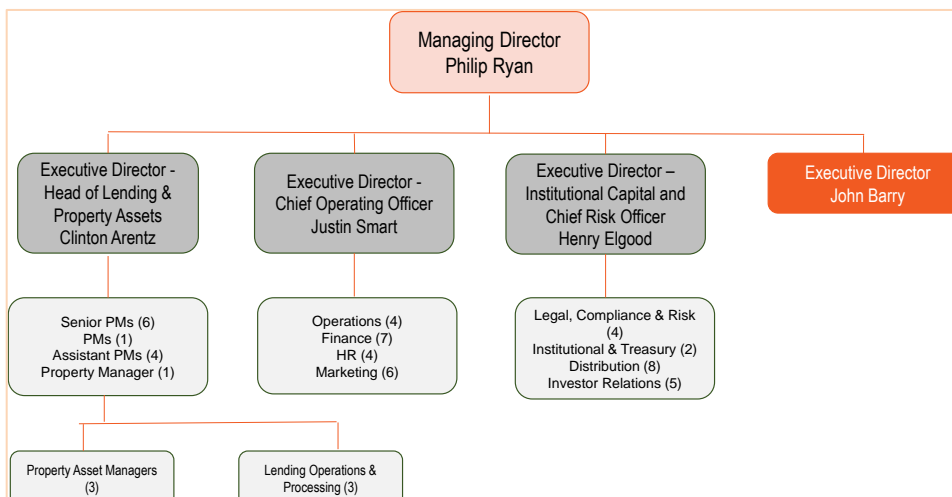 Managing Director
Philip Ryan
Executive Director -
Head of Lending &
Property Assets
Clinton Arentz
Executive Director -
Chief Operating Officer
Justin Smart
Executive Director –
Institutional Capital and
Chief Risk Officer
Henry Elgood
Executive Director
John Barry
Senior PMs (6)
PMs (1)
Assistant PMs (4)
Property Manager (1)
Operations (4)
Finance (7)
HR (4)
Marketing (6)
Legal, Compliance & Risk
(4)
Institutional & Treasury (2)
Distribution (8)
Investor Relations (5)
Property Asset Managers
(3)
Lending Operations &
Processing (3)